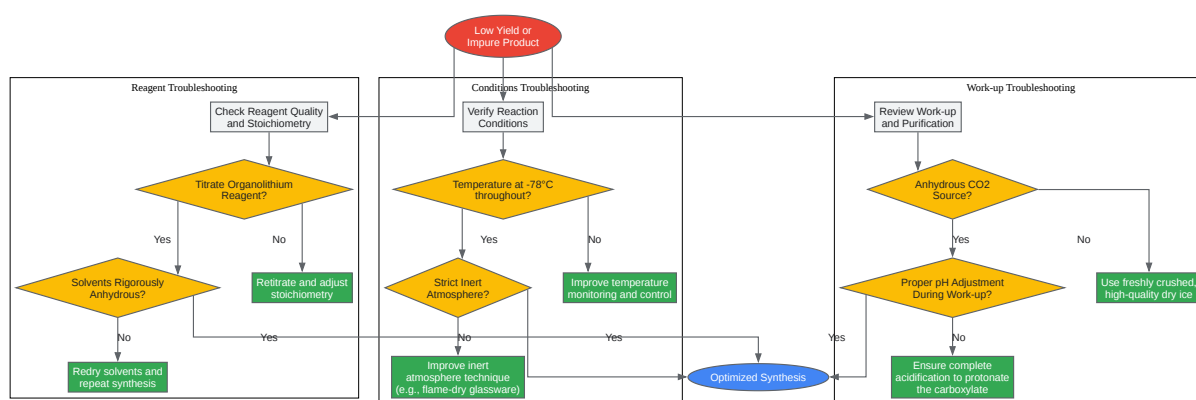 Low Yield or
Impure Product
Reagent Troubleshooting
Conditions Troubleshooting
Work-up Troubleshooting
Check Reagent Quality
and Stoichiometry
Verify Reaction
Conditions
Review Work-up
and Purification
Titrate Organolithium
Reagent?
Temperature at -78°C
throughout?
Anhydrous CO2
Source?
Yes
No
Yes
No
Yes
No
Solvents Rigorously
Anhydrous?
Retitrate and adjust
stoichiometry
Strict Inert
Atmosphere?
Improve temperature
monitoring and control
Proper pH Adjustment
During Work-up?
Use freshly crushed,
high-quality dry ice
No
Yes
No
Yes
Yes
No
Redry solvents and
repeat synthesis
Improve inert
atmosphere technique
(e.g., flame-dry glassware)
Optimized Synthesis
Ensure complete
acidification to protonate
the carboxylate